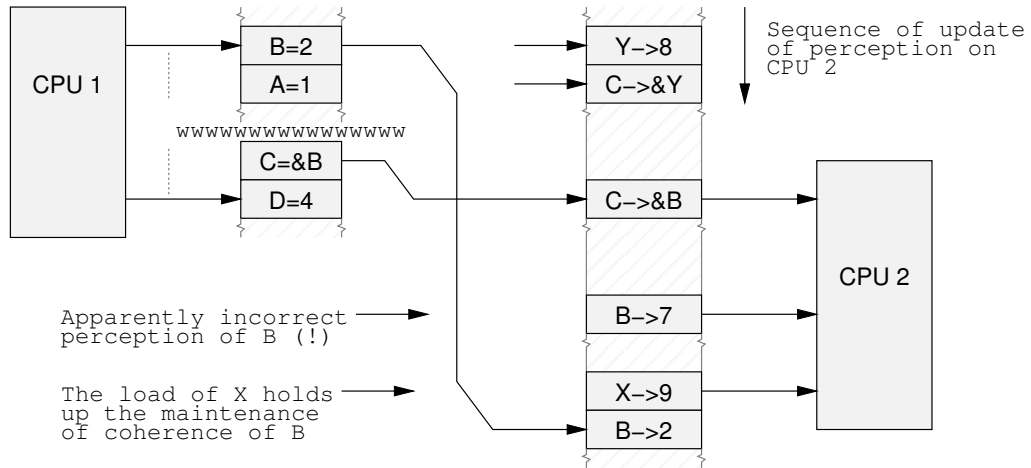 CPU 1
B=2
A=1
wwwwwwwwwwwwwwww
C=&B
D=4
Y->8
C->&Y
C->&B
B->7
X->9
B->2
Sequence of update
of perception on
CPU 2
CPU 2
Apparently incorrect
perception of B (!)
The load of X holds
up the maintenance
of coherence of B